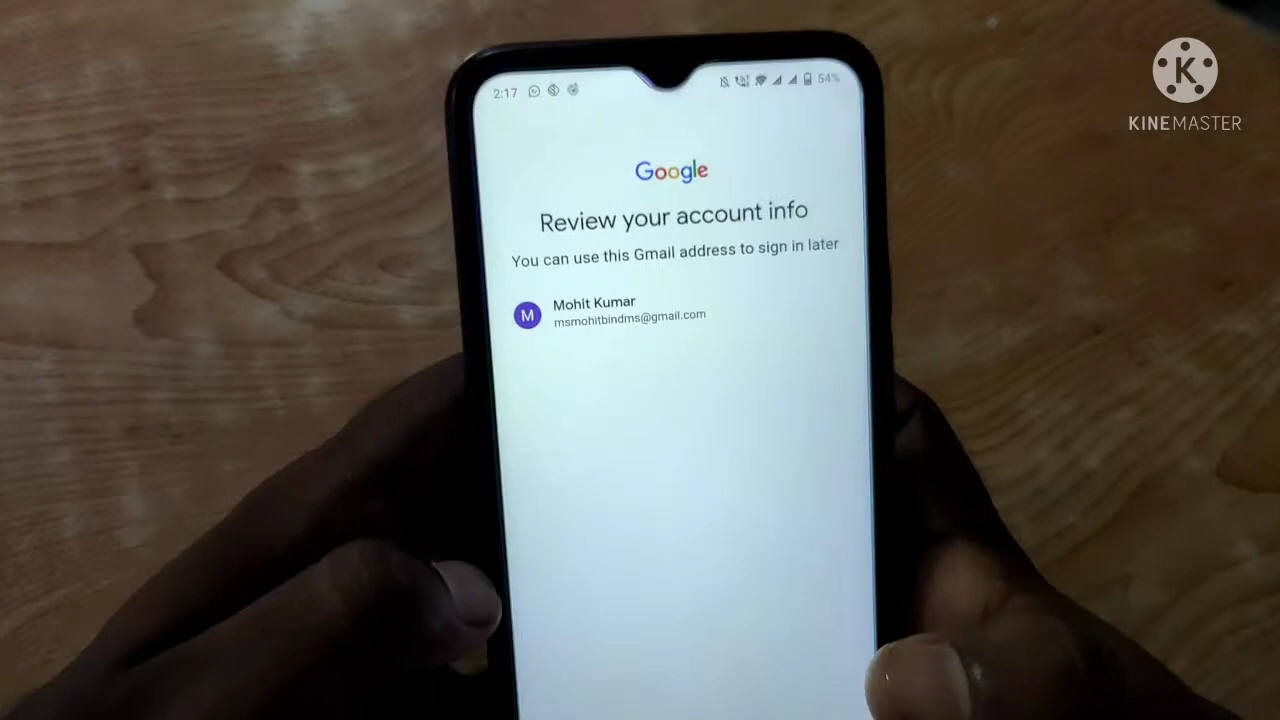 2:17 54%
K
KINEMASTER
Google
Review your account info
You can use this Gmail address to sign in later
M Mohit Kumar
msmohitbindms@gmail.com